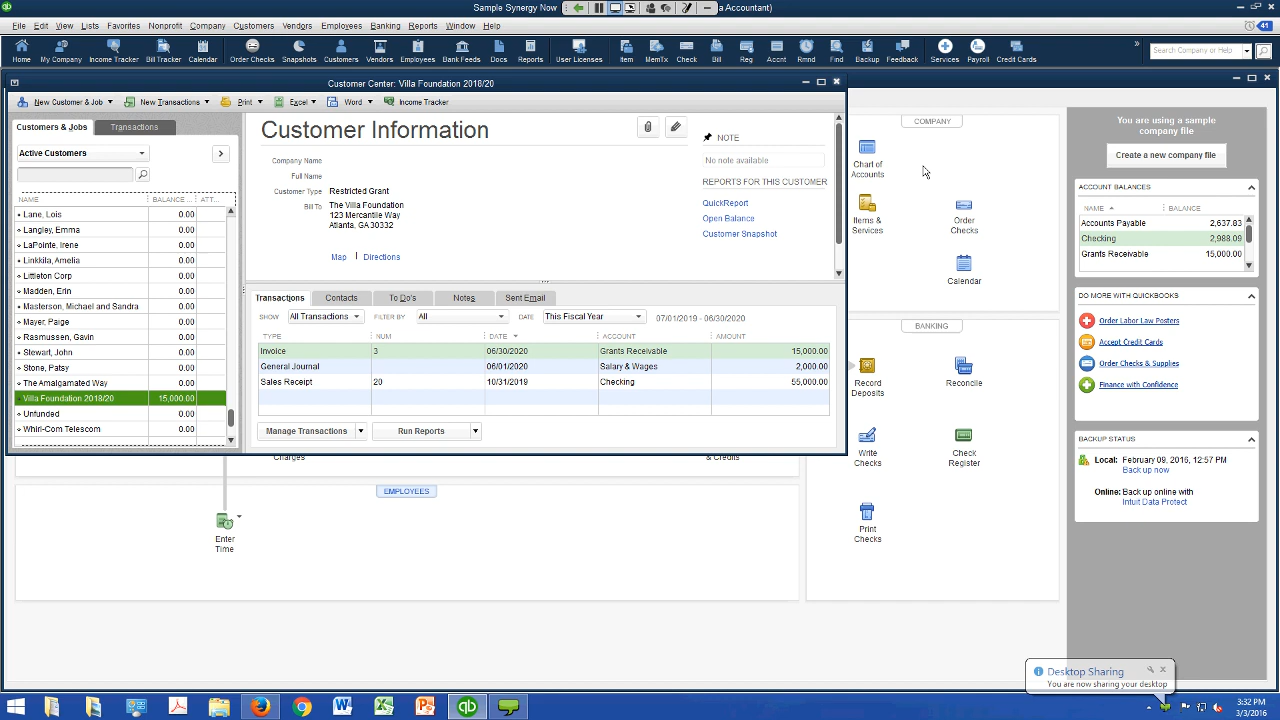 Sample Synergy Now
a Accountant)
File Edit View Lists Favorites Nonprofit Company Customers Vendors Employees Banking Reports Window Help
41
Home My Company Income Tracker Bill Tracker Calendar Order Checks Snapshots Customers Vendors Employees Bank Feeds Docs Reports User Licenses Item MemTx Check Bill Reg Accnt Rmnd Find Backup Feedback Services Payroll Credit Cards
Search Company or Help
Customer Center: Villa Foundation 2018/20
New Customer & Job New Transactions Print Excel Word Income Tracker
Customers & Jobs Transactions
Active Customers
NAME BALANCE... ATT...
Lane, Lois 0.00
Langley, Emma 0.00
LaPointe, Irene 0.00
Linkkila, Amelia 0.00
Littleton Corp 0.00
Madden, Erin 0.00
Masterson, Michael and Sandra 0.00
Mayer, Paige 0.00
Rasmussen, Gavin 0.00
Stewart, John 0.00
Stone, Patsy 0.00
The Amalgamated Way 0.00
Villa Foundation 2018/20 15,000.00
Unfunded 0.00
Whirl-Com Telescom 0.00
Customer Information
Company Name
Full Name
Customer Type Restricted Grant
Bill To The Villa Foundation
123 Mercantile Way
Atlanta, GA 30332
Map Directions
NOTE
No note available
REPORTS FOR THIS CUSTOMER
QuickReport
Open Balance
Customer Snapshot
Transactions Contacts To Do's Notes Sent Email
SHOW All Transactions FILTER BY All DATE This Fiscal Year 07/01/2019 - 06/30/2020
TYPE NUM DATE ACCOUNT AMOUNT
Invoice 3 06/30/2020 Grants Receivable 15,000.00
General Journal 06/01/2020 Salary & Wages 2,000.00
Sales Receipt 20 10/31/2019 Checking 55,000.00
Manage Transactions Run Reports
Charges
& Credits
EMPLOYEES
Enter
Time
COMPANY
Chart of
Accounts
Items &
Services
Order
Checks
Calendar
BANKING
Record
Deposits
Reconcile
Write
Checks
Check
Register
Print
Checks
You are using a sample
company file
Create a new company file
ACCOUNT BALANCES
NAME BALANCE
Accounts Payable 2,637.83
Checking 2,988.09
Grants Receivable 15,000.00
DO MORE WITH QUICKBOOKS
Order Labor Law Posters
Accept Credit Cards
Order Checks & Supplies
Finance with Confidence
BACKUP STATUS
Local: February 09, 2016, 12:57 PM
Back up now
Online: Back up online with
Intuit Data Protect
Desktop Sharing
You are now sharing your desktop
3:32 PM
3/3/2016